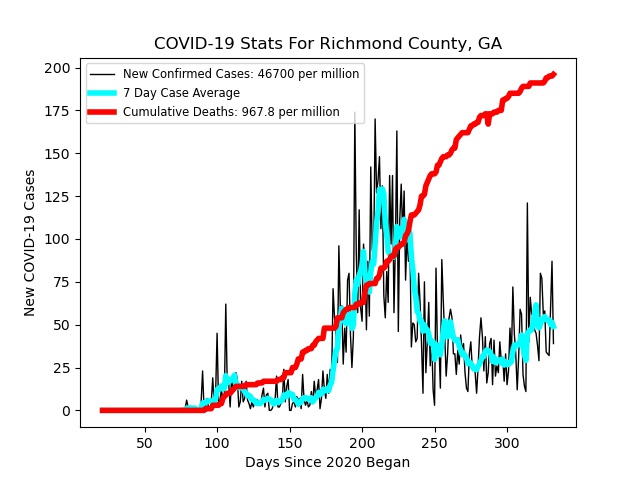 COVID-19 Stats For Richmond County, GA
New Confirmed Cases: 46700 per million
7 Day Case Average
Cumulative Deaths: 967.8 per million
New COVID-19 Cases
200
175
150
125
100
75
50
25
0
50 100 150 200 250 300
Days Since 2020 Began